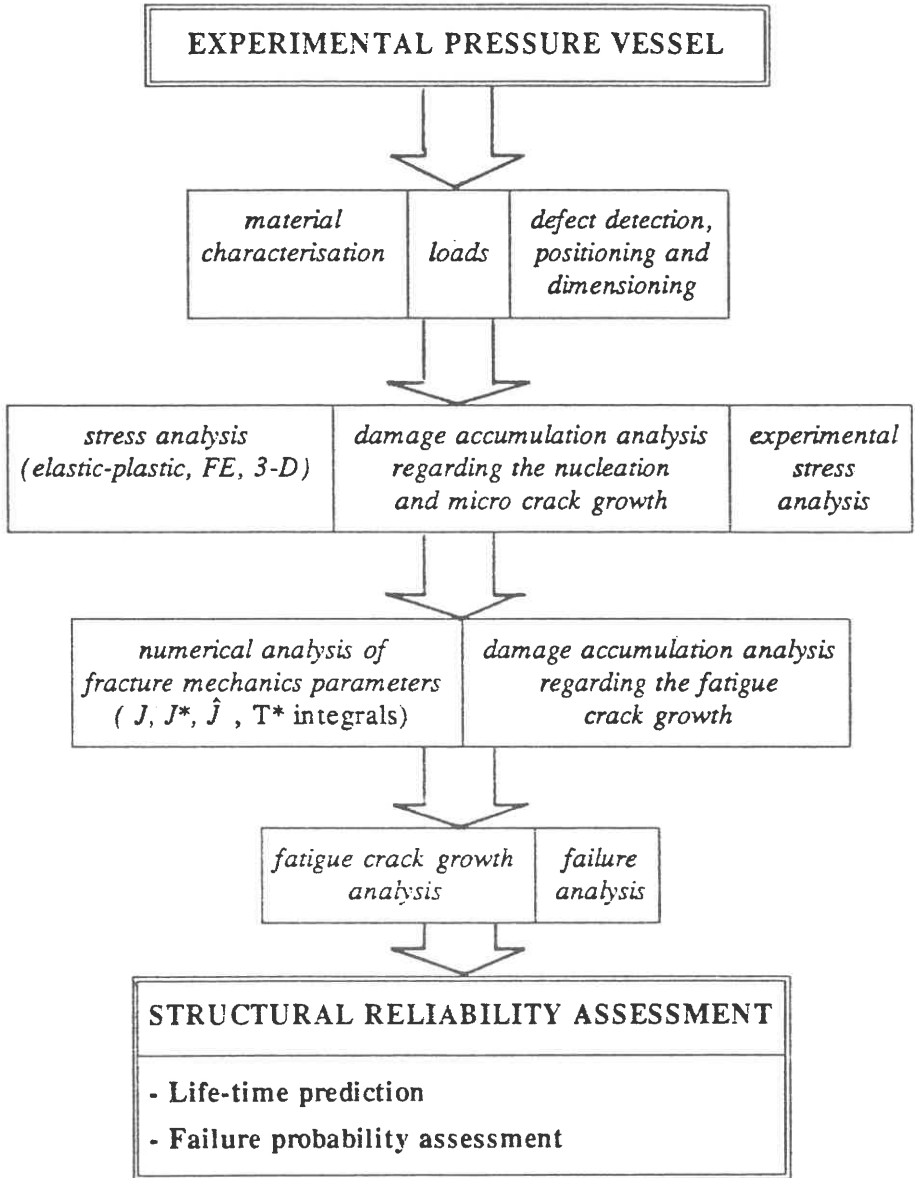 EXPERIMENTAL PRESSURE VESSEL
material
characterisation
loads
defect detection,
positioning and
dimensioning
stress analysis
(elastic-plastic, FE, 3-D)
damage accumulation analysis
regarding the nucleation
and micro crack growth
experimental
stress
analysis
numerical analysis of
fracture mechanics parameters
( J, J*, Ĵ , T* integrals)
damage accumulation analysis
regarding the fatigue
crack growth
fatigue crack growth
analysis
failure
analysis
STRUCTURAL RELIABILITY ASSESSMENT
- Life-time prediction
- Failure probability assessment